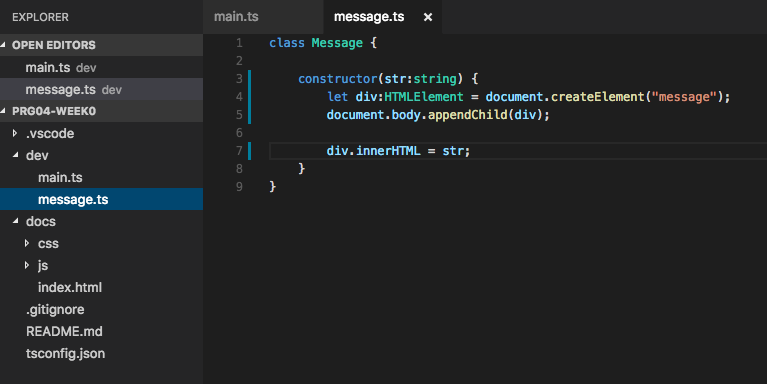 EXPLORER
OPEN EDITORS
main.ts dev
message.ts dev
PRG04-WEEK0
.vscode
dev
main.ts
message.ts
docs
css
js
index.html
.gitignore
README.md
tsconfig.json
main.ts message.ts ×
1 class Message {
2
3 constructor(str:string) {
4 let div:HTMLElement = document.createElement("message");
5 document.body.appendChild(div);
6
7 div.innerHTML = str;
8 }
9 }